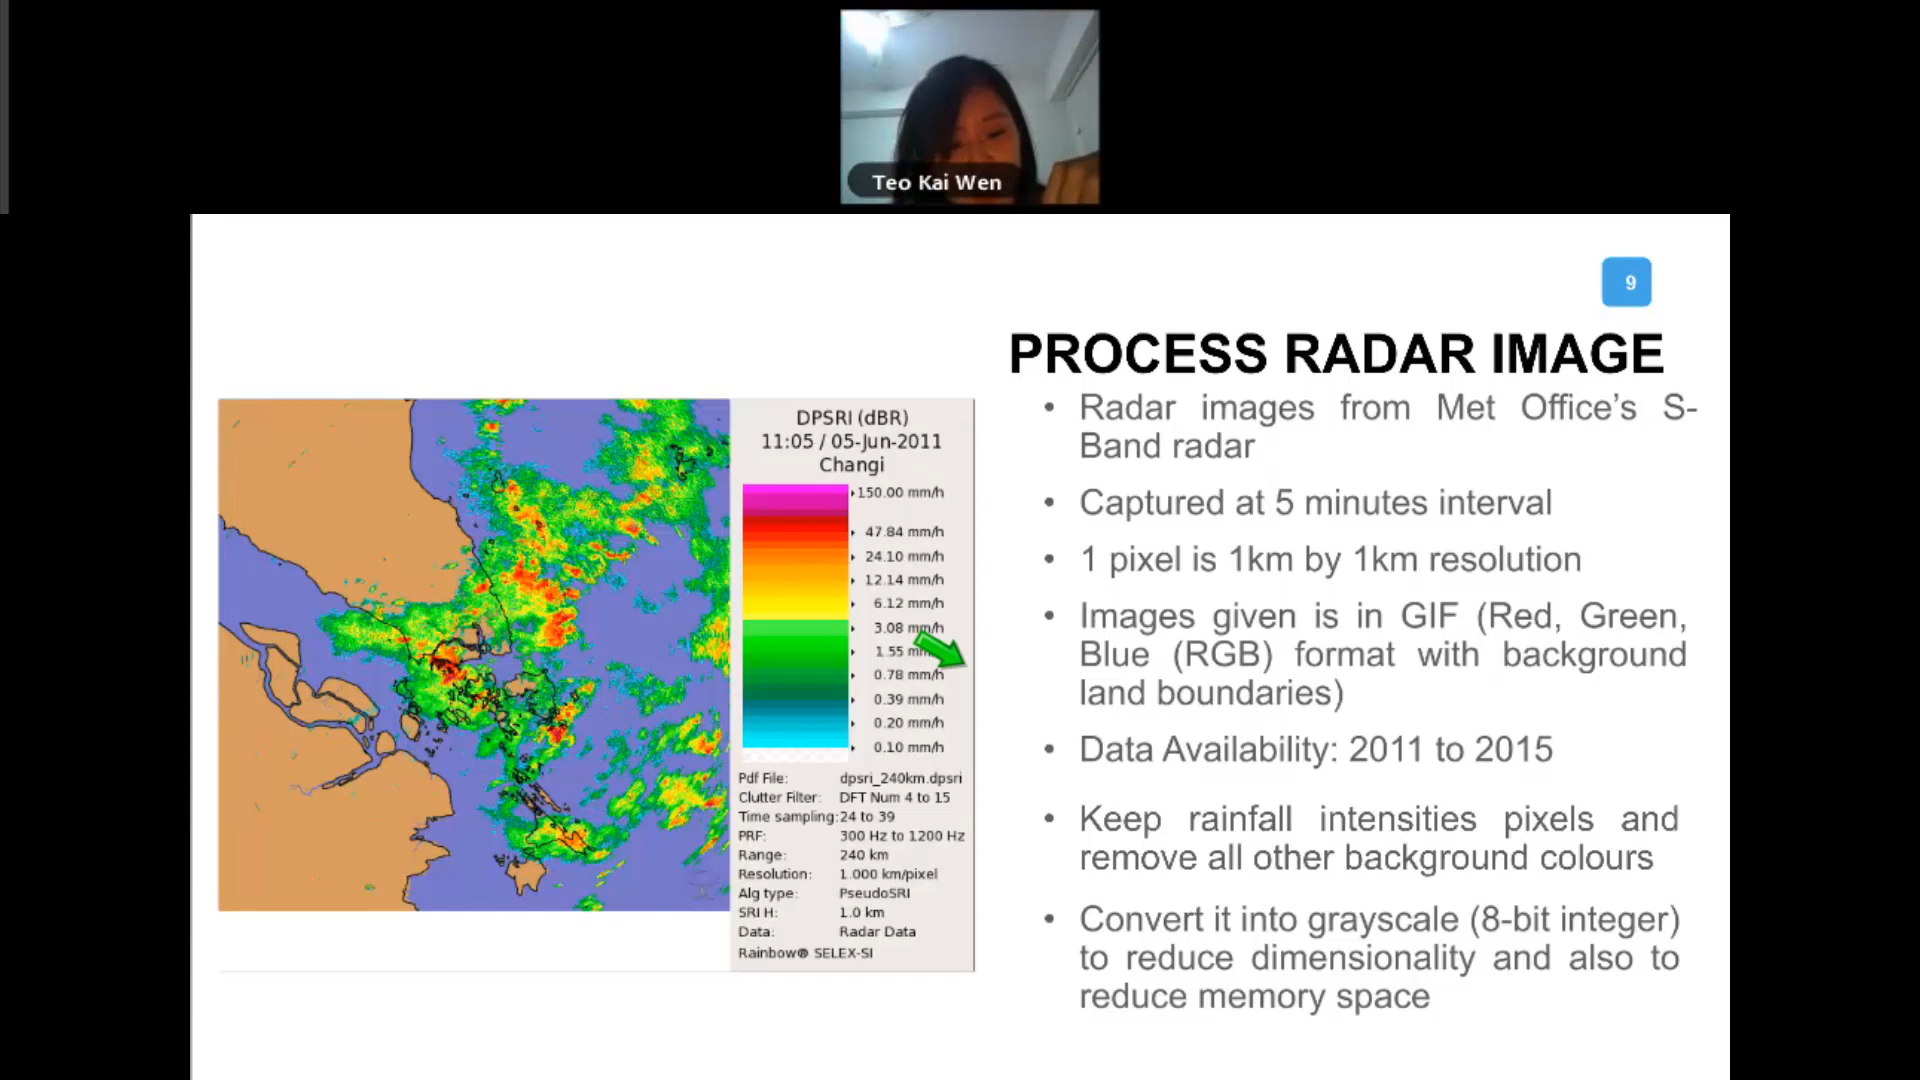 Teo Kai Wen
9
PROCESS RADAR IMAGE
DPSRI (dBR)
11:05 / 05-Jun-2011
Changi
150.00 mm/h
47.84 mm/h
24.10 mm/h
12.14 mm/h
6.12 mm/h
3.08 mm/h
1.55
0.78 mm/h
0.39 mm/h
0.20 mm/h
0.10 mm/h
Pdf File: dpsri_240km.dpsri
Clutter Filter: DFT Num 4 to 15
Time sampling: 24 to 39
PRF: 300 Hz to 1200 Hz
Range: 240 km
Resolution: 1.000 km/pixel
Alg type: PseudoSRI
SRI H: 1.0 km
Data: Radar Data
Rainbow® SELEX-SI
• Radar images from Met Office’s S-
Band radar
• Captured at 5 minutes interval
• 1 pixel is 1km by 1km resolution
• Images given is in GIF (Red, Green,
Blue (RGB) format with background
land boundaries)
• Data Availability: 2011 to 2015
• Keep rainfall intensities pixels and
remove all other background colours
• Convert it into grayscale (8-bit integer)
to reduce dimensionality and also to
reduce memory space